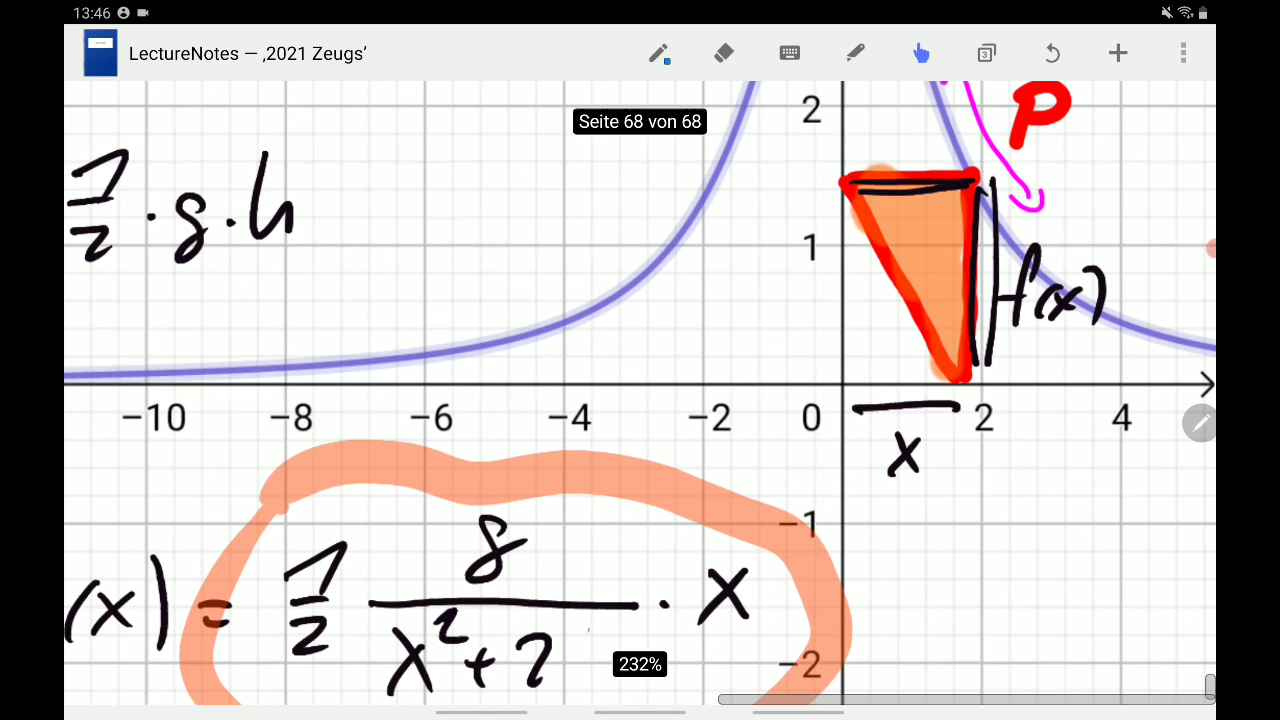 13:46
LectureNotes — ‚2021 Zeugs’
3
2
Seite 68 von 68
P
1/2 · g · h
1
f(x)
-10 -8 -6 -4 -2 0 2 4
x
-1
(x) = 1/2 8/(x²+2) · x
232%
-2